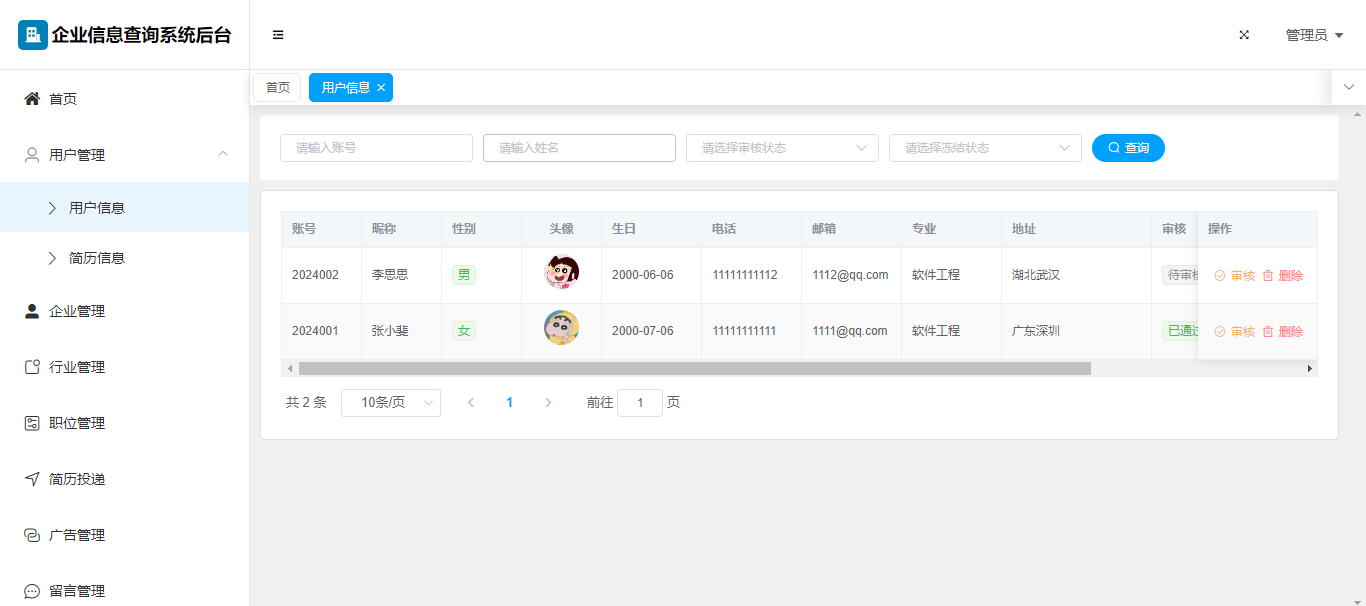 企业信息查询系统后台
管理员
首页
用户信息
首页
用户管理
用户信息
简历信息
企业管理
行业管理
职位管理
简历投递
广告管理
留言管理
请输入账号 请输入姓名 请选择审核状态 请选择冻结状态 查询
账号 昵称 性别 头像 生日 电话 邮箱 专业 地址 审核 操作
2024002 李思思 男 2000-06-06 11111111112 1112@qq.com 软件工程 湖北武汉 待审核 审核 删除
2024001 张小斐 女 2000-07-06 11111111111 1111@qq.com 软件工程 广东深圳 已通过 审核 删除
共 2 条 10条/页 1 前往 1 页